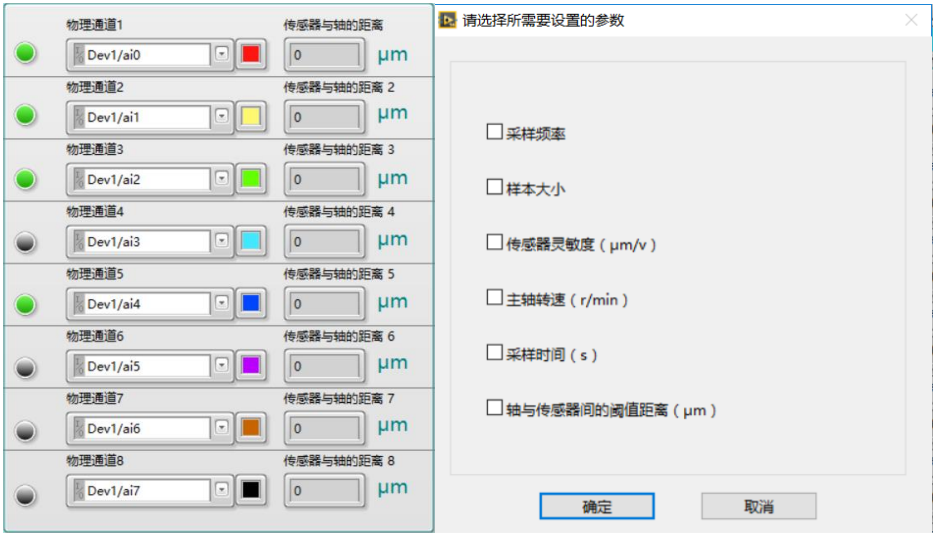 物理通道1 传感器与轴的距离
Dev1/ai0 0 μm
物理通道2 传感器与轴的距离 2
Dev1/ai1 0 μm
物理通道3 传感器与轴的距离 3
Dev1/ai2 0 μm
物理通道4 传感器与轴的距离 4
Dev1/ai3 0 μm
物理通道5 传感器与轴的距离 5
Dev1/ai4 0 μm
物理通道6 传感器与轴的距离 6
Dev1/ai5 0 μm
物理通道7 传感器与轴的距离 7
Dev1/ai6 0 μm
物理通道8 传感器与轴的距离 8
Dev1/ai7 0 μm
请选择所需要设置的参数
采样频率
样本大小
传感器灵敏度（μm/v）
主轴转速（r/min）
采样时间（s）
轴与传感器间的阈值距离（μm）
确定 取消